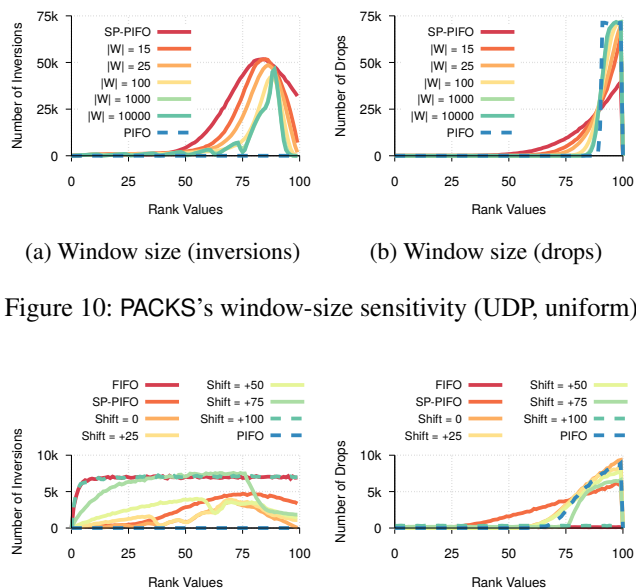 Number of Inversions
75k
50k
25k
0
SP-PIFO
|W| = 15
|W| = 25
|W| = 100
|W| = 1000
|W| = 10000
PIFO
0 25 50 75 100
Rank Values
Number of Drops
75k
50k
25k
0
SP-PIFO
|W| = 15
|W| = 25
|W| = 100
|W| = 1000
|W| = 10000
PIFO
0 25 50 75 100
Rank Values
(a) Window size (inversions)
(b) Window size (drops)
Figure 10: PACKS's window-size sensitivity (UDP, uniform)
FIFO Shift = +50
SP-PIFO Shift = +75
Shift = 0 Shift = +100
Shift = +25 PIFO
Number of Inversions
10k
5k
0
0 25 50 75 100
Rank Values
FIFO Shift = +50
SP-PIFO Shift = +75
Shift = 0 Shift = +100
Shift = +25 PIFO
Number of Drops
10k
5k
0
0 25 50 75 100
Rank Values